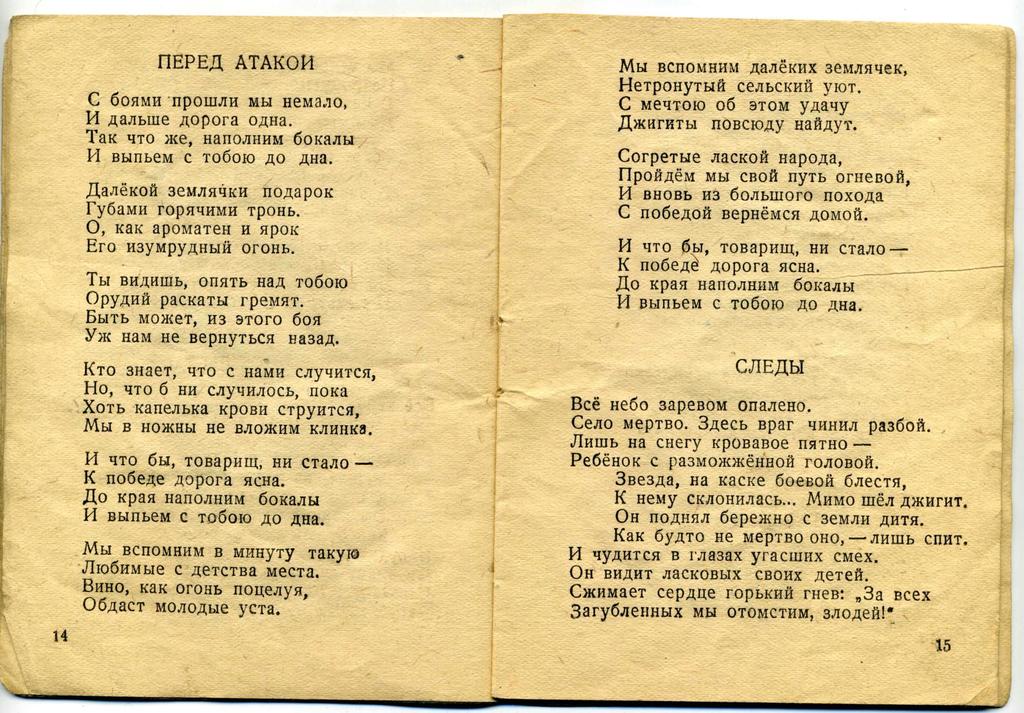 ПЕРЕД АТАКОЙ
С боями прошли мы немало,
И дальше дорога одна.
Так что же, наполним бокалы
И выпьем с тобою до дна.
Далёкой землячки подарок
Губами горячими тронь.
О, как ароматен и ярок
Его изумрудный огонь.
Ты видишь, опять над тобою
Орудий раскаты гремят.
Быть может, из этого боя
Уж нам не вернуться назад.
Кто знает, что с нами случится,
Но, что б ни случилось, пока
Хоть капелька крови струится,
Мы в ножны не вложим клинка.
И что бы, товарищ, ни стало —
К победе дорога ясна.
До края наполним бокалы
И выпьем с тобою до дна.
Мы вспомним в минуту такую
Любимые с детства места.
Вино, как огонь поцелуя,
Обдаст молодые уста.
14
Мы вспомним далёких землячек,
Нетронутый сельский уют.
С мечтою об этом удачу
Джигиты повсюду найдут.
Согретые лаской народа,
Пройдём мы свой путь огневой,
И вновь из большого похода
С победой вернёмся домой.
И что бы, товарищ, ни стало —
К победе дорога ясна.
До края наполним бокалы
И выпьем с тобою до дна.
СЛЕДЫ
Всё небо заревом опалено.
Село мертво. Здесь враг чинил разбой.
Лишь на снегу кровавое пятно —
Ребёнок с размозжённой головой.
Звезда, на каске боевой блестя,
К нему склонилась... Мимо шёл джигит.
Он поднял бережно с земли дитя.
Как будто не мертво оно, — лишь спит.
И чудится в глазах угасших смех.
Он видит ласковых своих детей.
Сжимает сердце горький гнев: „За всех
Загубленных мы отомстим, злодей!“
15